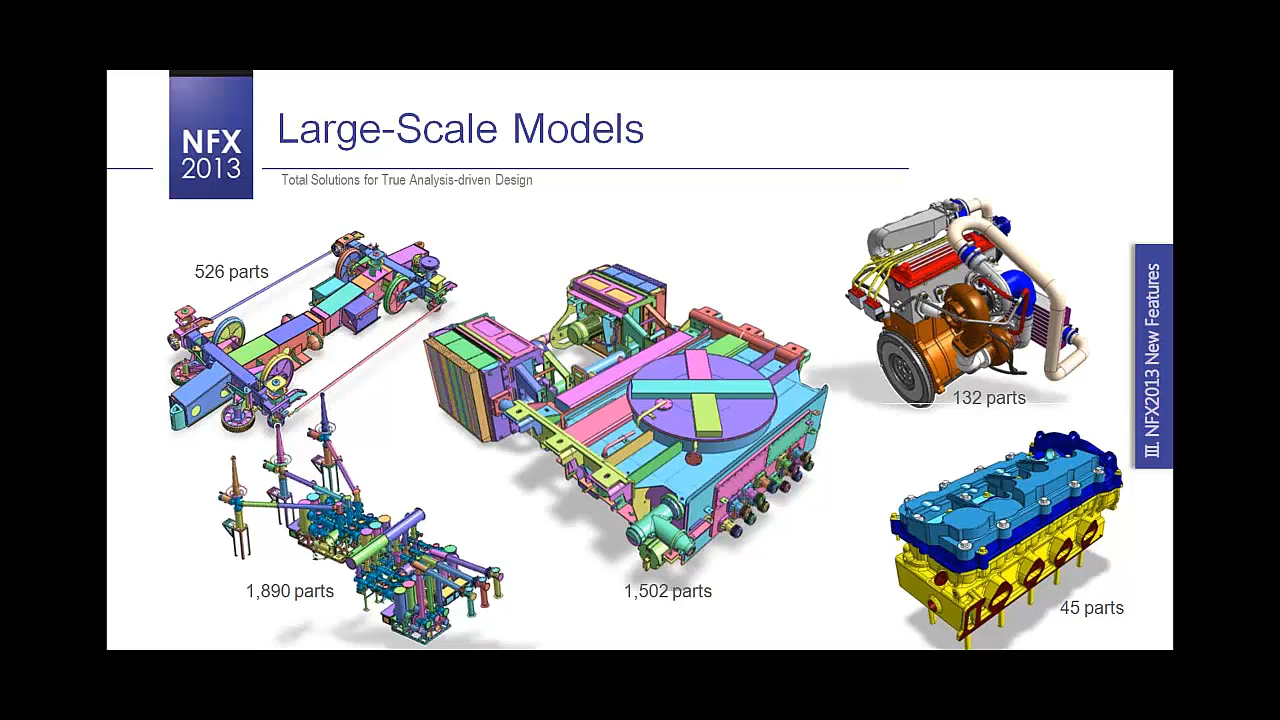 NFX
2013
Large-Scale Models
Total Solutions for True Analysis-driven Design
526 parts
132 parts
1,890 parts
1,502 parts
45 parts
III. NFX2013 New Features